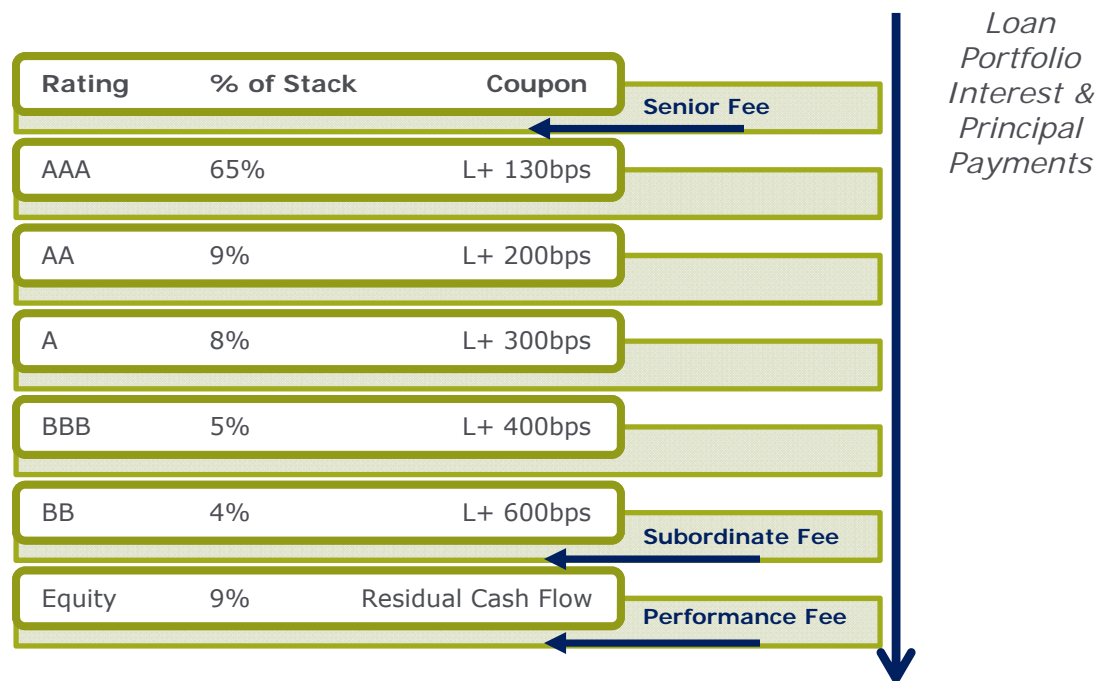 Rating % of Stack Coupon
Senior Fee
AAA 65% L+ 130bps
AA 9% L+ 200bps
A 8% L+ 300bps
BBB 5% L+ 400bps
BB 4% L+ 600bps
Subordinate Fee
Equity 9% Residual Cash Flow
Performance Fee
Loan
Portfolio
Interest &
Principal
Payments